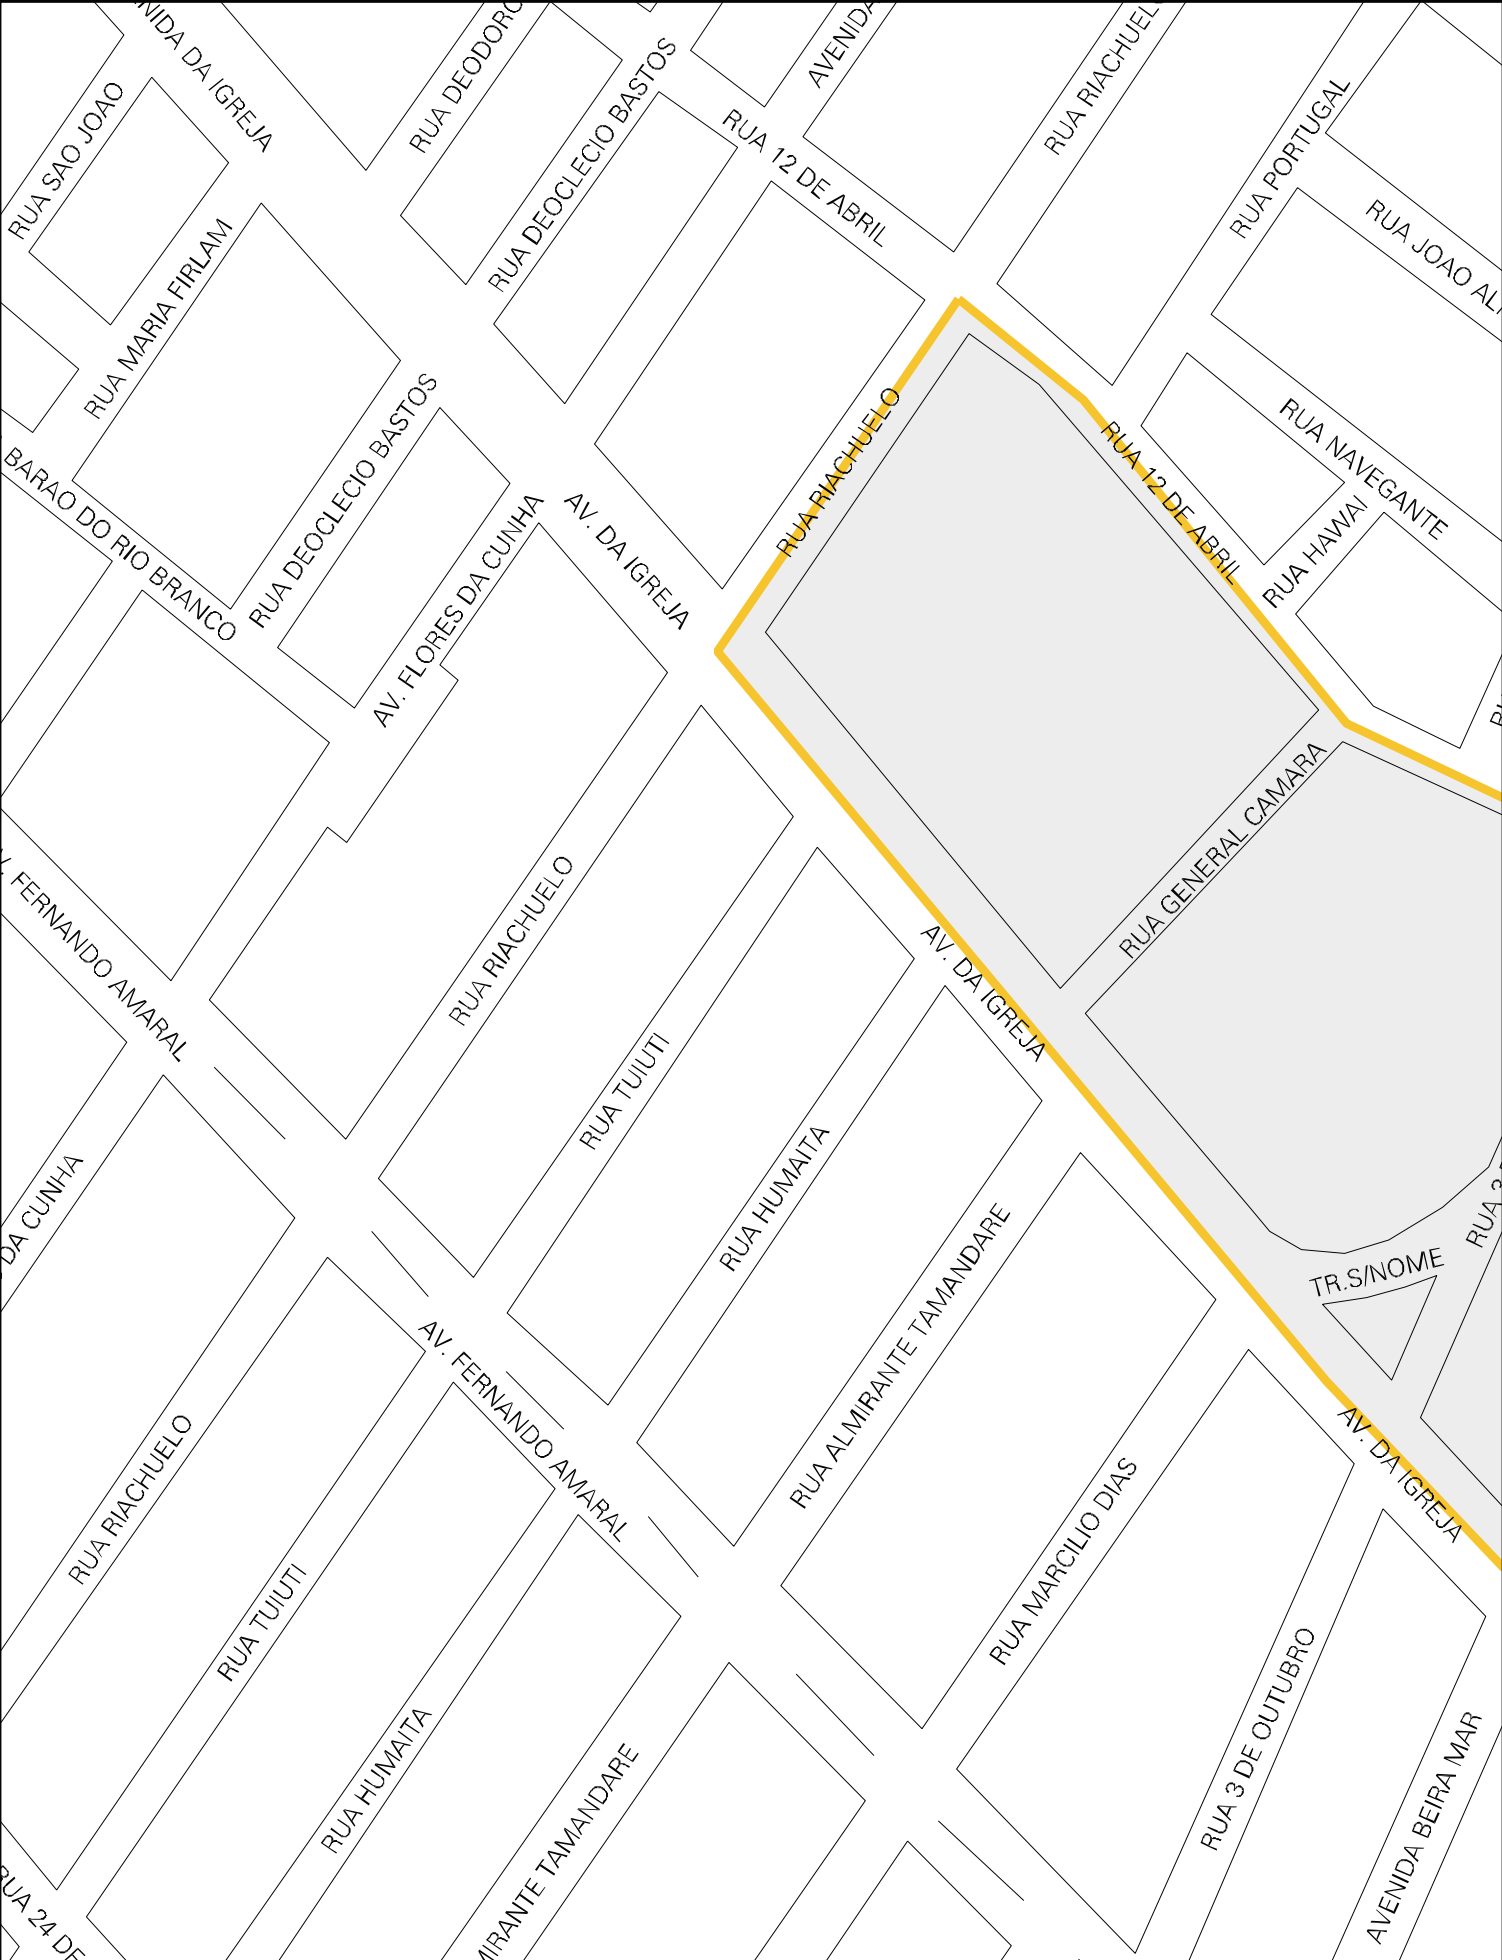 NIDA DA IGREJA
RUA DEODORO
AVENIDA
RUA RIACHUELO
RUA SAO JOAO
RUA DEOCLECIO BASTOS
RUA 12 DE ABRIL
RUA PORTUGAL
RUA JOAO AL
RUA MARIA FIRLAM
RUA DEOCLECIO BASTOS
RUA RIACHUELO
RUA NAVEGANTE
BARAO DO RIO BRANCO
AV. FLORES DA CUNHA
AV. DA IGREJA
RUA 12 DE ABRIL
RUA HAWAI
RUA GENERAL CAMARA
V. FERNANDO AMARAL
RUA RIACHUELO
AV. DA IGREJA
RUA TUIUTI
RUA HUMAITA
DA CUNHA
RUA ALMIRANTE TAMANDARE
RUA 3
TR.S/NOME
AV. FERNANDO AMARAL
RUA RIACHUELO
AV. DA IGREJA
RUA MARCILIO DIAS
RUA TUIUTI
RUA HUMAITA
RUA 3 DE OUTUBRO
AVENIDA BEIRA MAR
MIRANTE TAMANDARE
RUA 24 DE